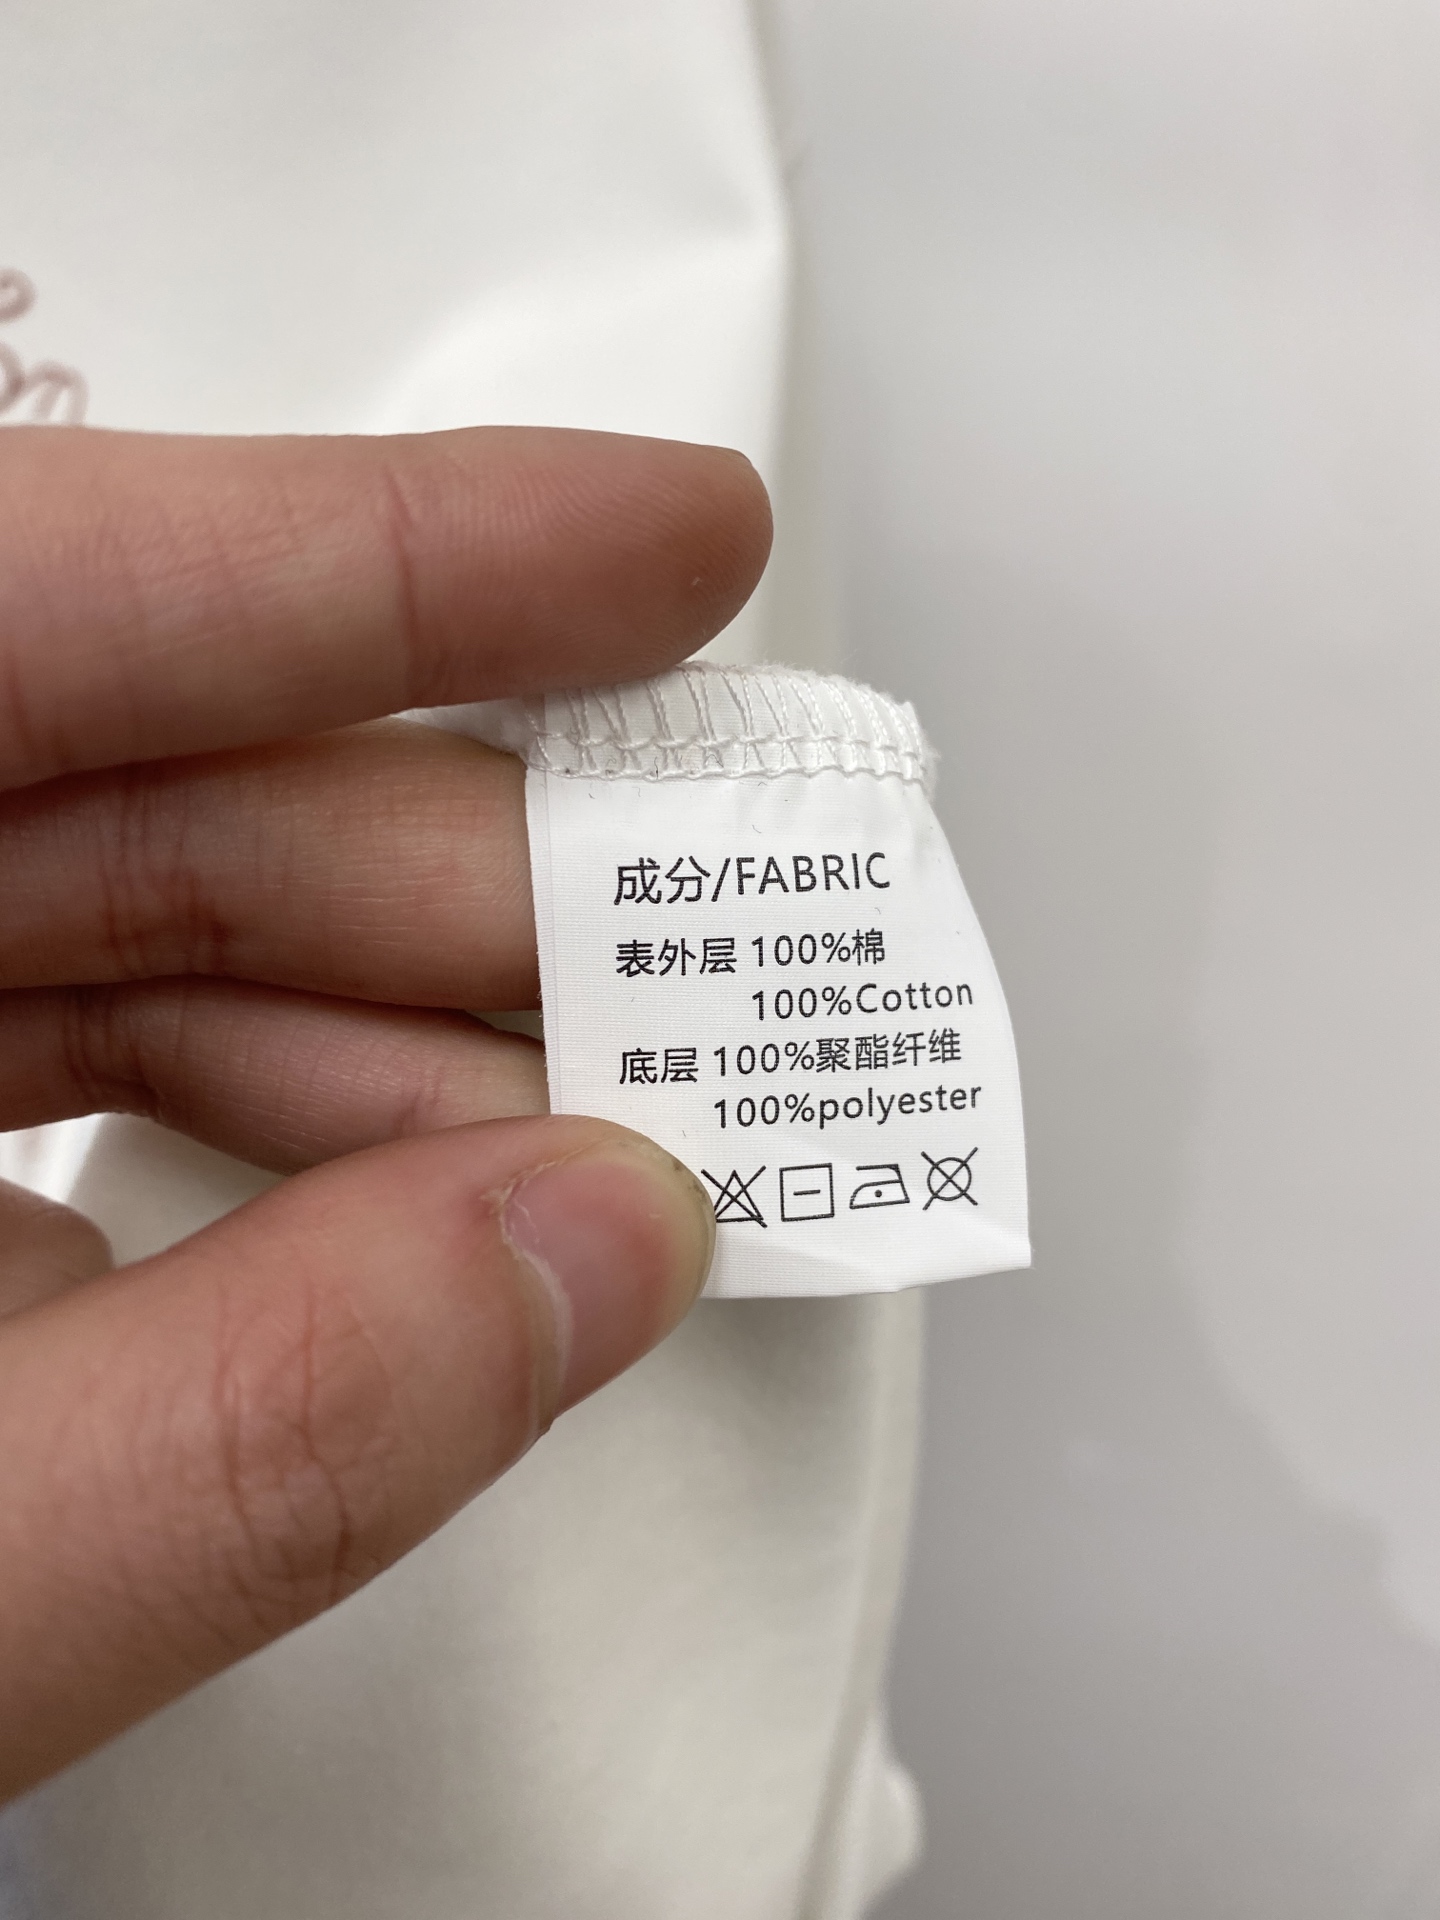 成分/FABRIC
表外层 100%棉
100%Cotton
底层 100%聚酯纤维
100%polyester